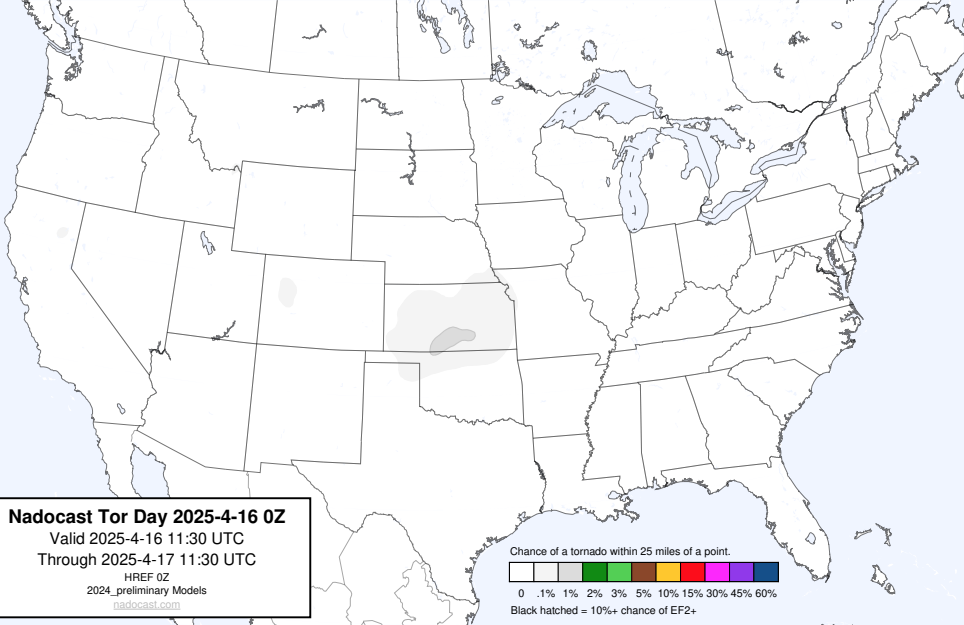 Nadocast Tor Day 2025-4-16 0Z
Valid 2025-4-16 11:30 UTC
Through 2025-4-17 11:30 UTC
HREF 0Z
2024_preliminary Models
nadocast.com
Chance of a tornado within 25 miles of a point.
0 .1% 1% 2% 3% 5% 10% 15% 30% 45% 60%
Black hatched = 10%+ chance of EF2+